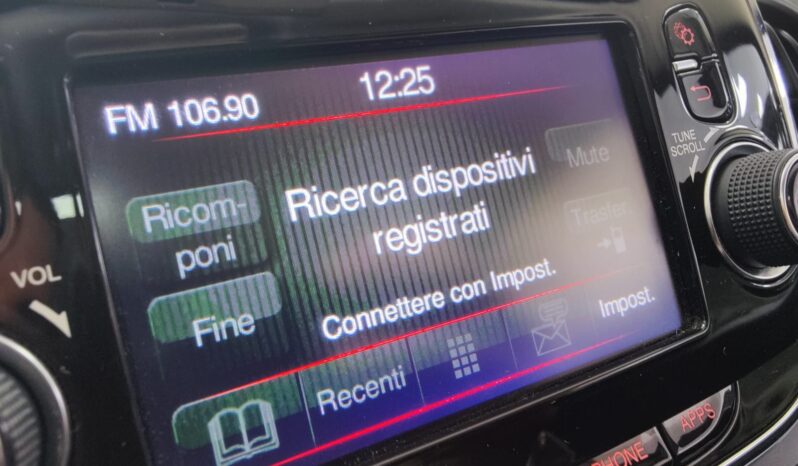 12:25
FM 106.90
Ricom-
poni
Fine
Ricerca dispositivi
registrati
Connettere con Impost.
Mute
Trasfer.
Recenti
Impost.
VOL
TUNE
SCROLL
PHONE
APPS